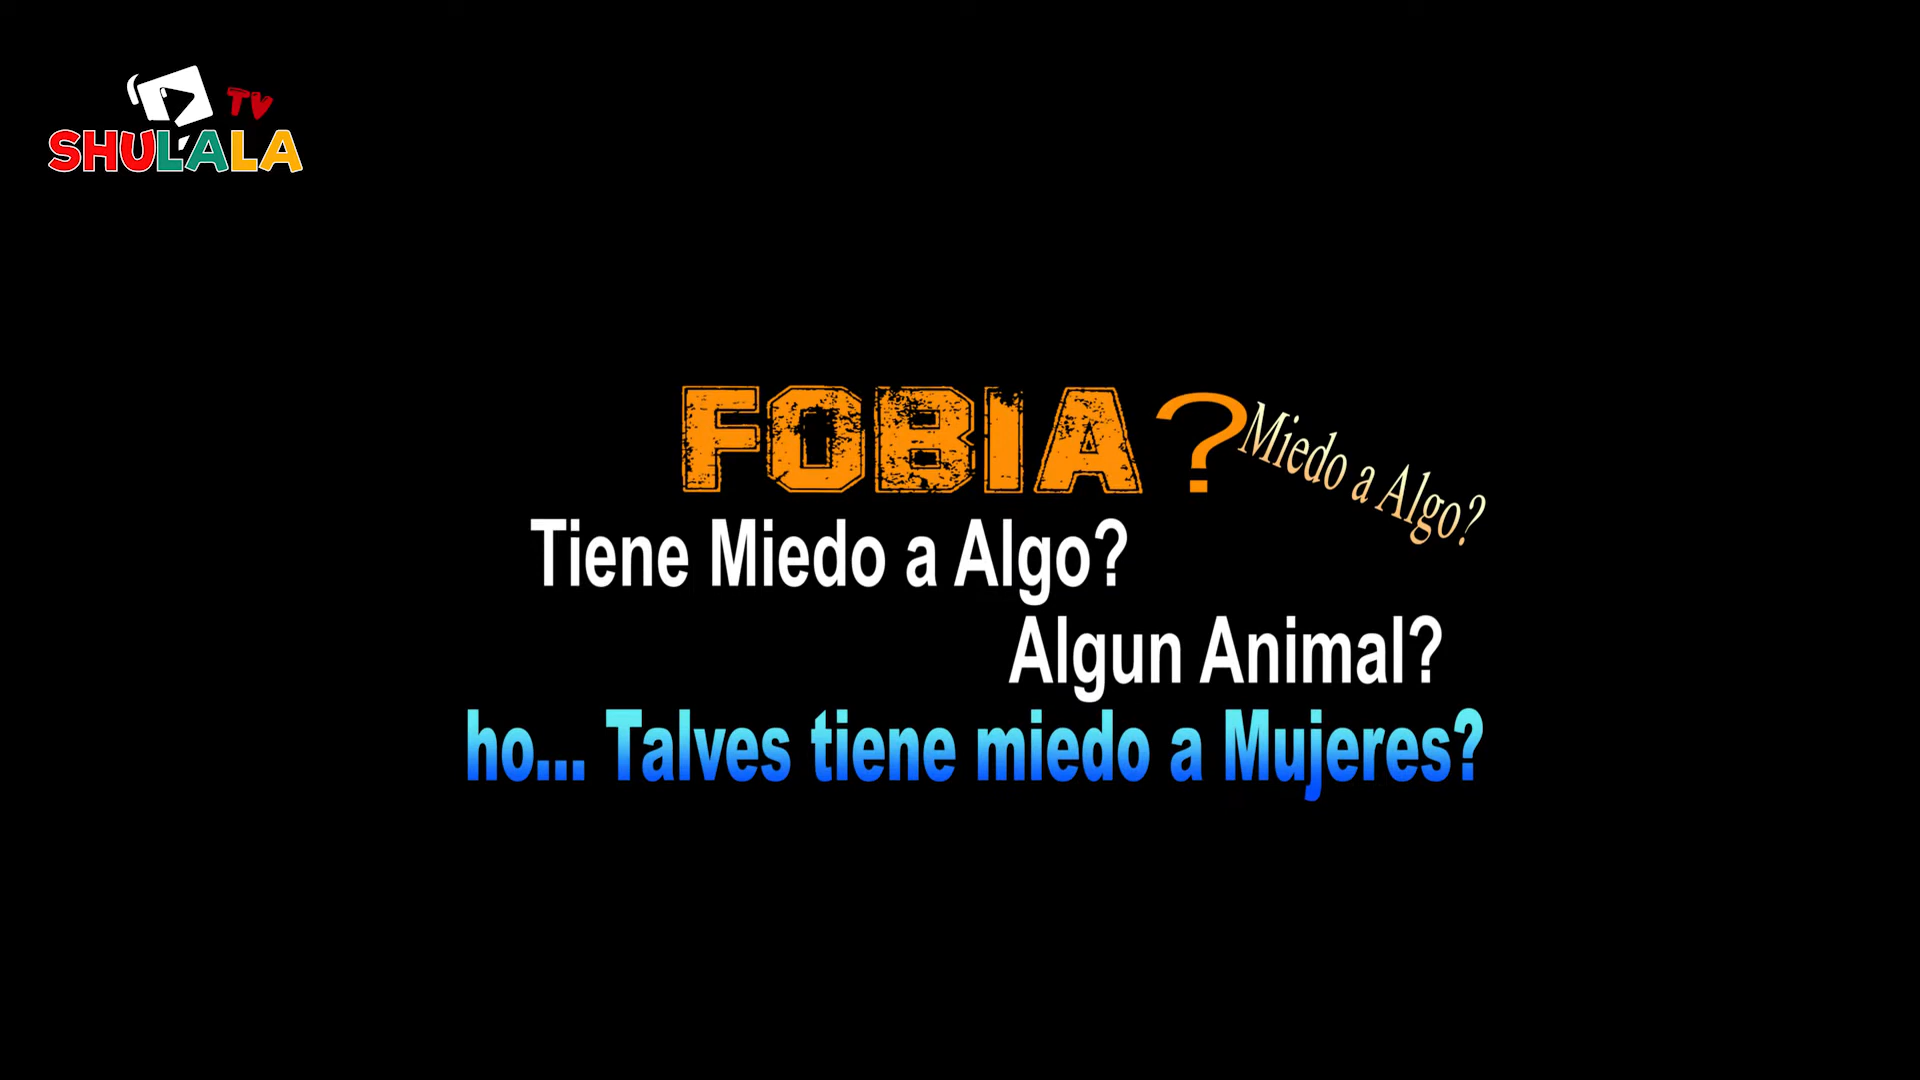 TV
SHULALA
FOBIA?
Miedo a Algo?
Tiene Miedo a Algo?
Algun Animal?
ho... Talves tiene miedo a Mujeres?